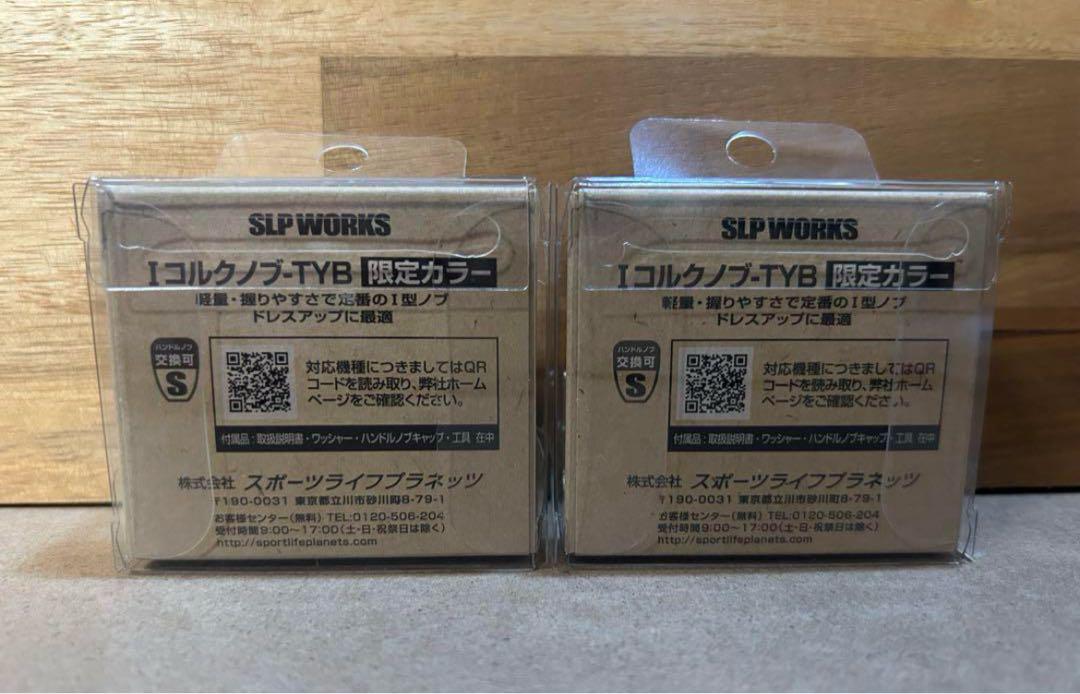 SLP WORKS
Iコルクノブ-TYB 限定カラー
軽量・握りやすさで定番のI型ノブ
ドレスアップに最適
ハンドルノブ
交換可
S
対応機種につきましてはQR
コードを読み取り、弊社ホーム
ページをご確認ください。
付属品:取扱説明書・ワッシャー・ハンドルノブキャップ・工具 在中
株式会社 スポーツライフプラネッツ
〒190-0031 東京都立川市砂川町8-79-1
お客様センター(無料) TEL:0120-506-204
受付時間9:00〜17:00(土・日・祝祭日は除く)
http://sportlifeplanets.com
SLP WORKS
Iコルクノブ-TYB 限定カラー
軽量・握りやすさで定番のI型ノブ
ドレスアップに最適
ハンドルノブ
交換可
S
対応機種につきましてはQR
コードを読み取り、弊社ホーム
ページをご確認ください。
付属品:取扱説明書・ワッシャー・ハンドルノブキャップ・工具 在中
株式会社 スポーツライフプラネッツ
〒190-0031 東京都立川市砂川町8-79-1
お客様センター(無料) TEL:0120-506-204
受付時間9:00〜17:00(土・日・祝祭日は除く)
http://sportlifeplanets.com